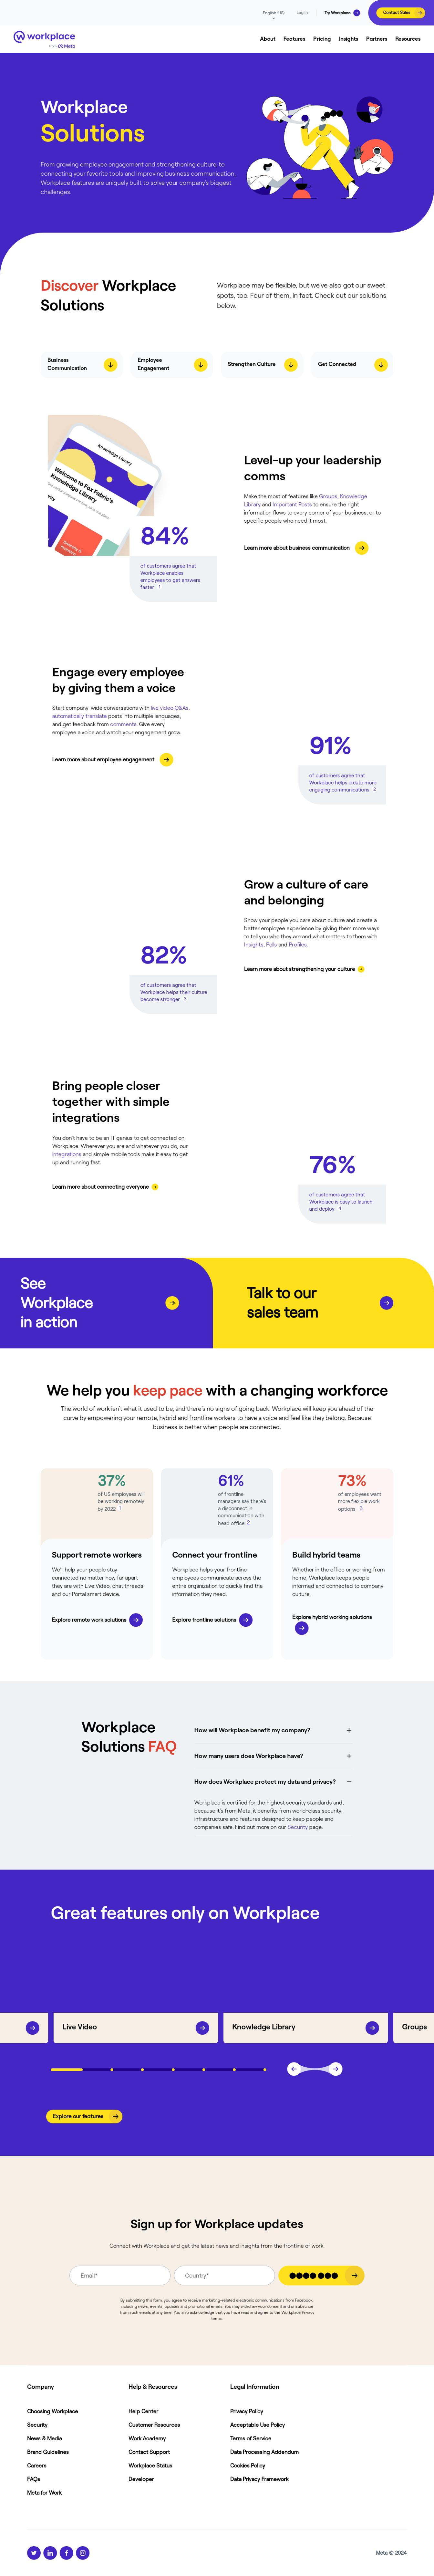 English (US)
Log in
Try Workplace
Contact Sales
workplace
from Meta
About
Features
Pricing
Insights
Partners
Resources
Workplace
Solutions
From growing employee engagement and strengthening culture, to
connecting your favorite tools and improving business communication,
Workplace features are uniquely built to solve your company's biggest
challenges.
Discover Workplace
Solutions
Workplace may be flexible, but we've also got our sweet
spots, too. Four of them, in fact. Check out our solutions
below.
Business
Communication
Employee
Engagement
Strengthen Culture
Get Connected
Knowledge Library
Welcome to Fox Fabric's
Knowledge Library
84%
of customers agree that
Workplace enables
employees to get answers
faster 1
Level-up your leadership
comms
Make the most of features like Groups, Knowledge
Library and Important Posts to ensure the right
information flows to every corner of your business, or to
specific people who need it most.
Learn more about business communication
Engage every employee
by giving them a voice
Start company-wide conversations with live video Q&As,
automatically translate posts into multiple languages,
and get feedback from comments. Give every
employee a voice and watch your engagement grow.
Learn more about employee engagement
91%
of customers agree that
Workplace helps create more
engaging communications 2
Grow a culture of care
and belonging
Show your people you care about culture and create a
better employee experience by giving them more ways
to tell you who they are and what matters to them with
Insights, Polls and Profiles.
Learn more about strengthening your culture
82%
of customers agree that
Workplace helps their culture
become stronger 3
Bring people closer
together with simple
integrations
You don't have to be an IT genius to get connected on
Workplace. Wherever you are and whatever you do, our
integrations and simple mobile tools make it easy to get
up and running fast.
Learn more about connecting everyone
76%
of customers agree that
Workplace is easy to launch
and deploy 4
See
Workplace
in action
Talk to our
sales team
We help you keep pace with a changing workforce
The world of work isn't what it used to be, and there's no signs of going back. Workplace will keep you ahead of the
curve by empowering your remote, hybrid and frontline workers to have a voice and feel like they belong. Because
business is better when people are connected.
37%
of US employees will
be working remotely
by 2022 1
Support remote workers
We'll help your people stay
connected no matter how far apart
they are with Live Video, chat threads
and our Portal smart device.
Explore remote work solutions
61%
of frontline
managers say there's
a disconnect in
communication with
head office 2
Connect your frontline
Workplace helps your frontline
employees communicate across the
entire organization to quickly find the
information they need.
Explore frontline solutions
73%
of employees want
more flexible work
options 3
Build hybrid teams
Whether in the office or working from
home, Workplace keeps people
informed and connected to company
culture.
Explore hybrid working solutions
Workplace
Solutions FAQ
How will Workplace benefit my company?
How many users does Workplace have?
How does Workplace protect my data and privacy?
Workplace is certified for the highest security standards and,
because it's from Meta, it benefits from world-class security,
infrastructure and features designed to keep people and
companies safe. Find out more on our Security page.
Great features only on Workplace
Live Video
Knowledge Library
Groups
Explore our features
Sign up for Workplace updates
Connect with Workplace and get the latest news and insights from the frontline of work.
Email*
Country*
By submitting this form, you agree to receive marketing-related electronic communications from Facebook,
including news, events, updates and promotional emails. You may withdraw your consent and unsubscribe
from such emails at any time. You also acknowledge that you have read and agree to the Workplace Privacy
terms.
Company
Choosing Workplace
Security
News & Media
Brand Guidelines
Careers
FAQs
Meta for Work
Help & Resources
Help Center
Customer Resources
Work Academy
Contact Support
Workplace Status
Developer
Legal Information
Privacy Policy
Acceptable Use Policy
Terms of Service
Data Processing Addendum
Cookies Policy
Data Privacy Framework
Meta © 2024